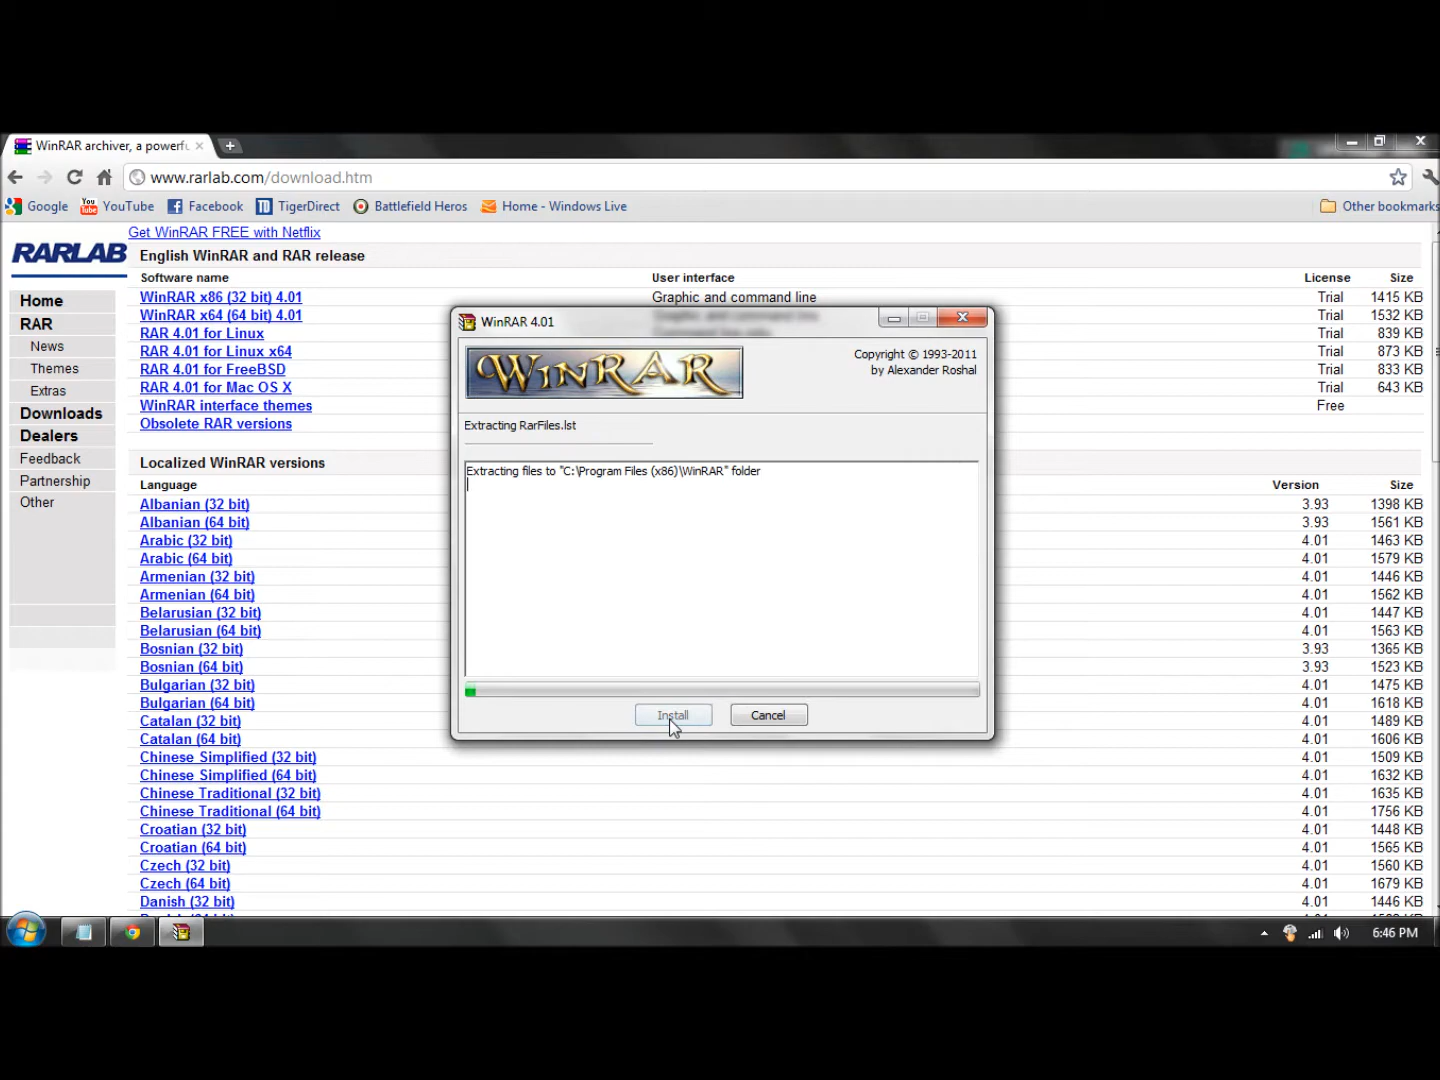 WinRAR archiver, a powerfu
www.rarlab.com/download.htm
Google YouTube Facebook TigerDirect Battlefield Heros Home - Windows Live Other bookmarks
Get WinRAR FREE with Netflix
RARLAB
English WinRAR and RAR release
Software name User interface License Size
WinRAR x86 (32 bit) 4.01 Graphic and command line Trial 1415 KB
WinRAR x64 (64 bit) 4.01 Graphic and command line Trial 1532 KB
RAR 4.01 for Linux Trial 839 KB
RAR 4.01 for Linux x64 Trial 873 KB
RAR 4.01 for FreeBSD Trial 833 KB
RAR 4.01 for Mac OS X Trial 643 KB
WinRAR interface themes Free
Obsolete RAR versions
Home
RAR
News
Themes
Extras
Downloads
Dealers
Feedback
Partnership
Other
Localized WinRAR versions
Language Version Size
Albanian (32 bit) 3.93 1398 KB
Albanian (64 bit) 3.93 1561 KB
Arabic (32 bit) 4.01 1463 KB
Arabic (64 bit) 4.01 1579 KB
Armenian (32 bit) 4.01 1446 KB
Armenian (64 bit) 4.01 1562 KB
Belarusian (32 bit) 4.01 1447 KB
Belarusian (64 bit) 4.01 1563 KB
Bosnian (32 bit) 3.93 1365 KB
Bosnian (64 bit) 3.93 1523 KB
Bulgarian (32 bit) 4.01 1475 KB
Bulgarian (64 bit) 4.01 1618 KB
Catalan (32 bit) 4.01 1489 KB
Catalan (64 bit) 4.01 1606 KB
Chinese Simplified (32 bit) 4.01 1509 KB
Chinese Simplified (64 bit) 4.01 1632 KB
Chinese Traditional (32 bit) 4.01 1635 KB
Chinese Traditional (64 bit) 4.01 1756 KB
Croatian (32 bit) 4.01 1448 KB
Croatian (64 bit) 4.01 1565 KB
Czech (32 bit) 4.01 1560 KB
Czech (64 bit) 4.01 1679 KB
Danish (32 bit) 4.01 1446 KB
WinRAR 4.01
WinRAR
Copyright © 1993-2011
by Alexander Roshal
Extracting RarFiles.lst
Extracting files to "C:\Program Files (x86)\WinRAR" folder
Install Cancel
6:46 PM